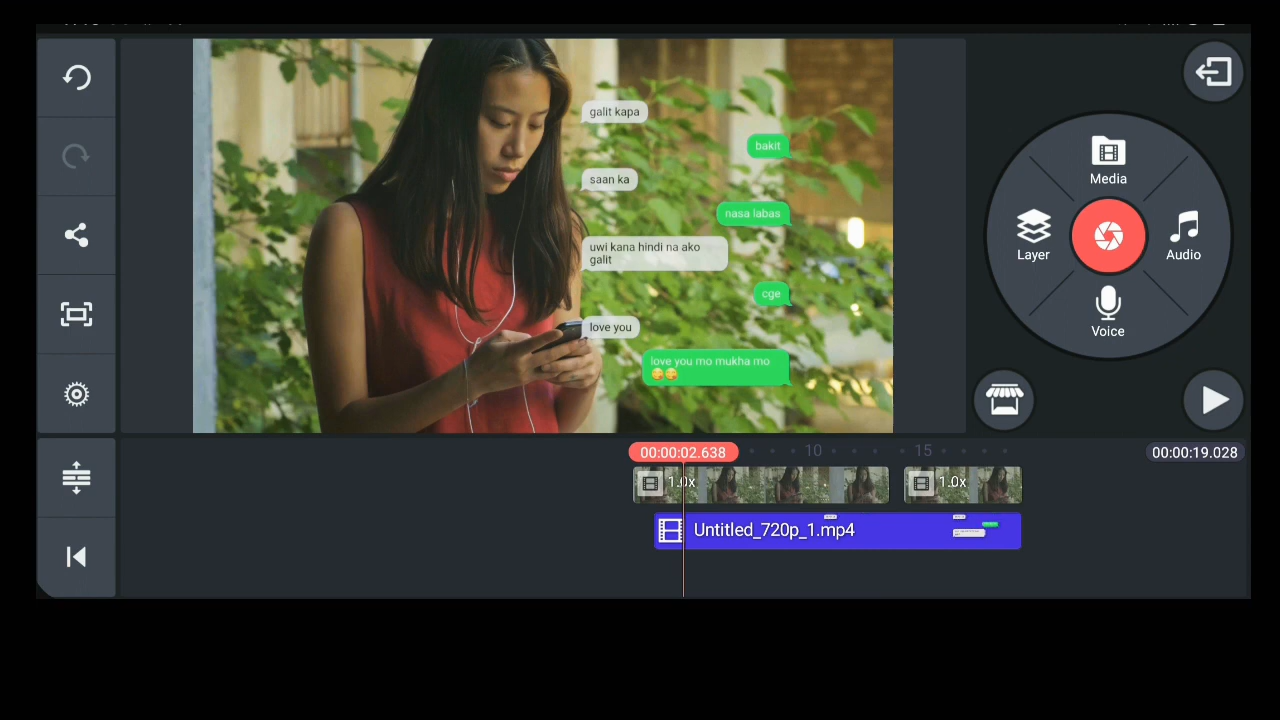 galit kapa
bakit
saan ka
nasa labas
uwi kana hindi na ako
galit
cge
love you
love you mo mukha mo
Media
Layer
Audio
Voice
00:00:02.638
10
15
00:00:19.028
1.0x
1.0x
Untitled_720p_1.mp4